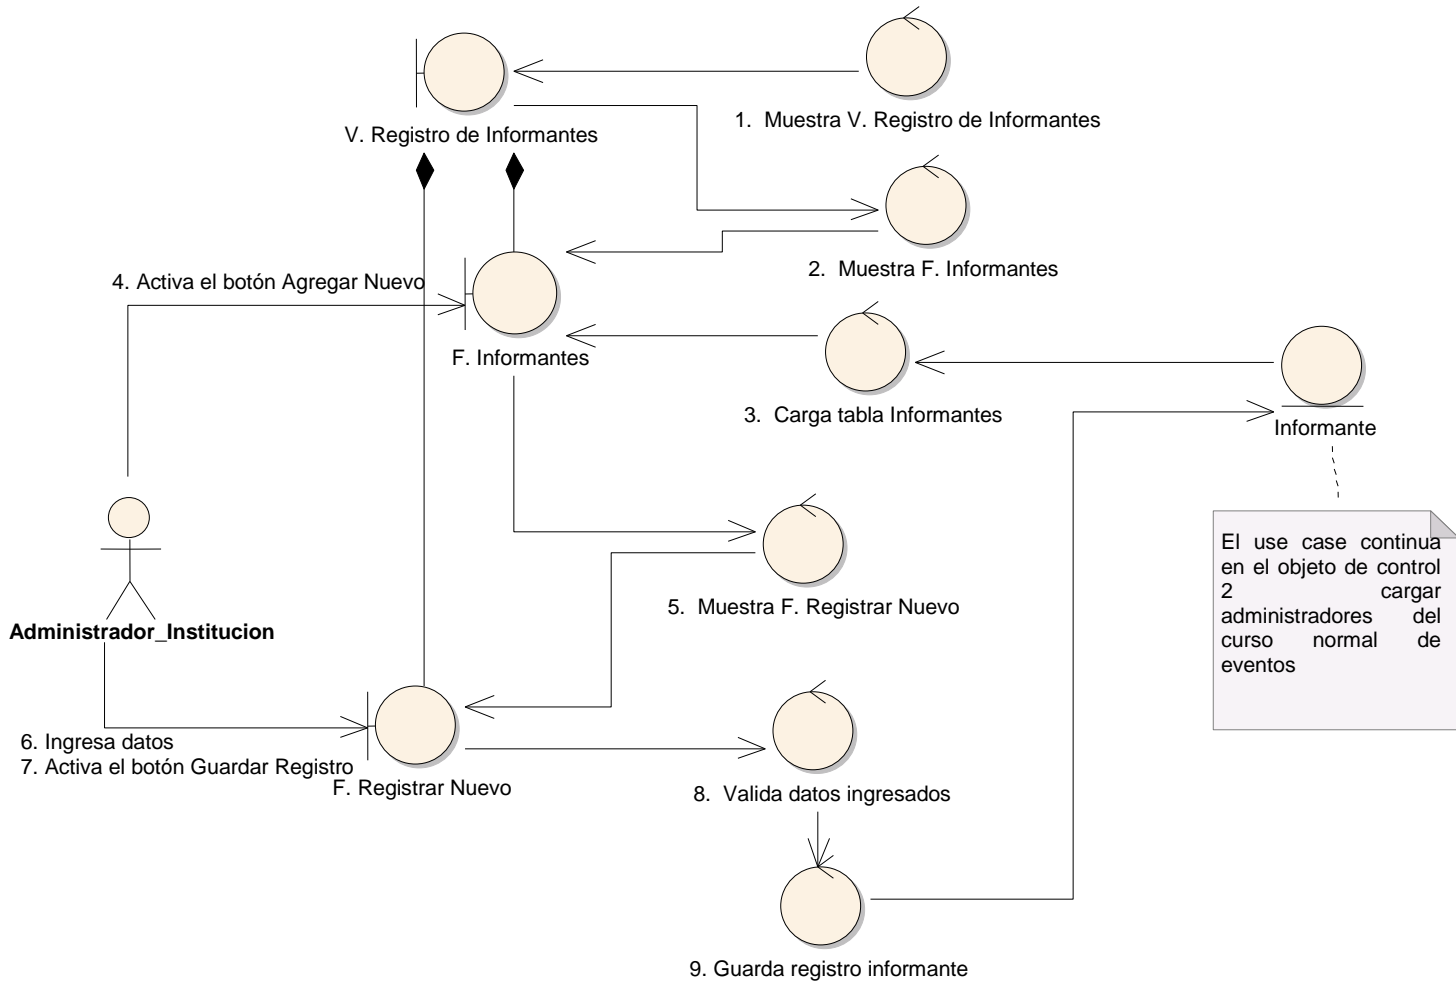 V. Registro de Informantes
1. Muestra V. Registro de Informantes
2. Muestra F. Informantes
4. Activa el botón Agregar Nuevo
F. Informantes
3. Carga tabla Informantes
Informante
El use case continua
en el objeto de control
2 cargar
administradores del
curso normal de
eventos
5. Muestra F. Registrar Nuevo
Administrador_Institucion
6. Ingresa datos
7. Activa el botón Guardar Registro
F. Registrar Nuevo
8. Valida datos ingresados
9. Guarda registro informante